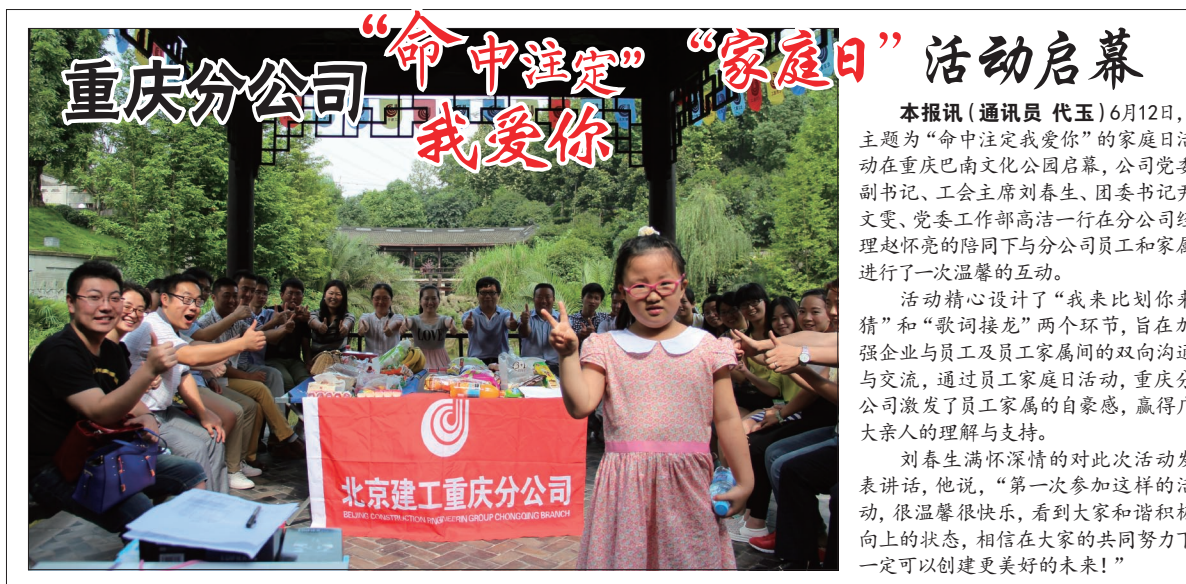 重庆分公司“命中注定”“家庭日”活动启幕
我爱你
本报讯(通讯员 代玉)6月12日,
主题为“命中注定我爱你”的家庭日活
动在重庆巴南文化公园启幕,公司党委
副书记、工会主席刘春生、团委书记尹
文雯、党委工作部高洁一行在分公司经
理赵怀亮的陪同下与分公司员工和家属
进行了一次温馨的互动。
活动精心设计了“我来比划你来
猜”和“歌词接龙”两个环节,旨在加
强企业与员工及员工家属间的双向沟通
与交流,通过员工家庭日活动,重庆分
公司激发了员工家属的自豪感,赢得广
大亲人的理解与支持。
刘春生满怀深情的对此次活动发
表讲话,他说,“第一次参加这样的活
动,很温馨很快乐,看到大家和谐积极
向上的状态,相信在大家的共同努力下
一定可以创建更美好的未来!”
北京建工重庆分公司
BEIJING CONSTRUCTION ENGINEERIN GROUP CHONGQING BRANCH
LOVE